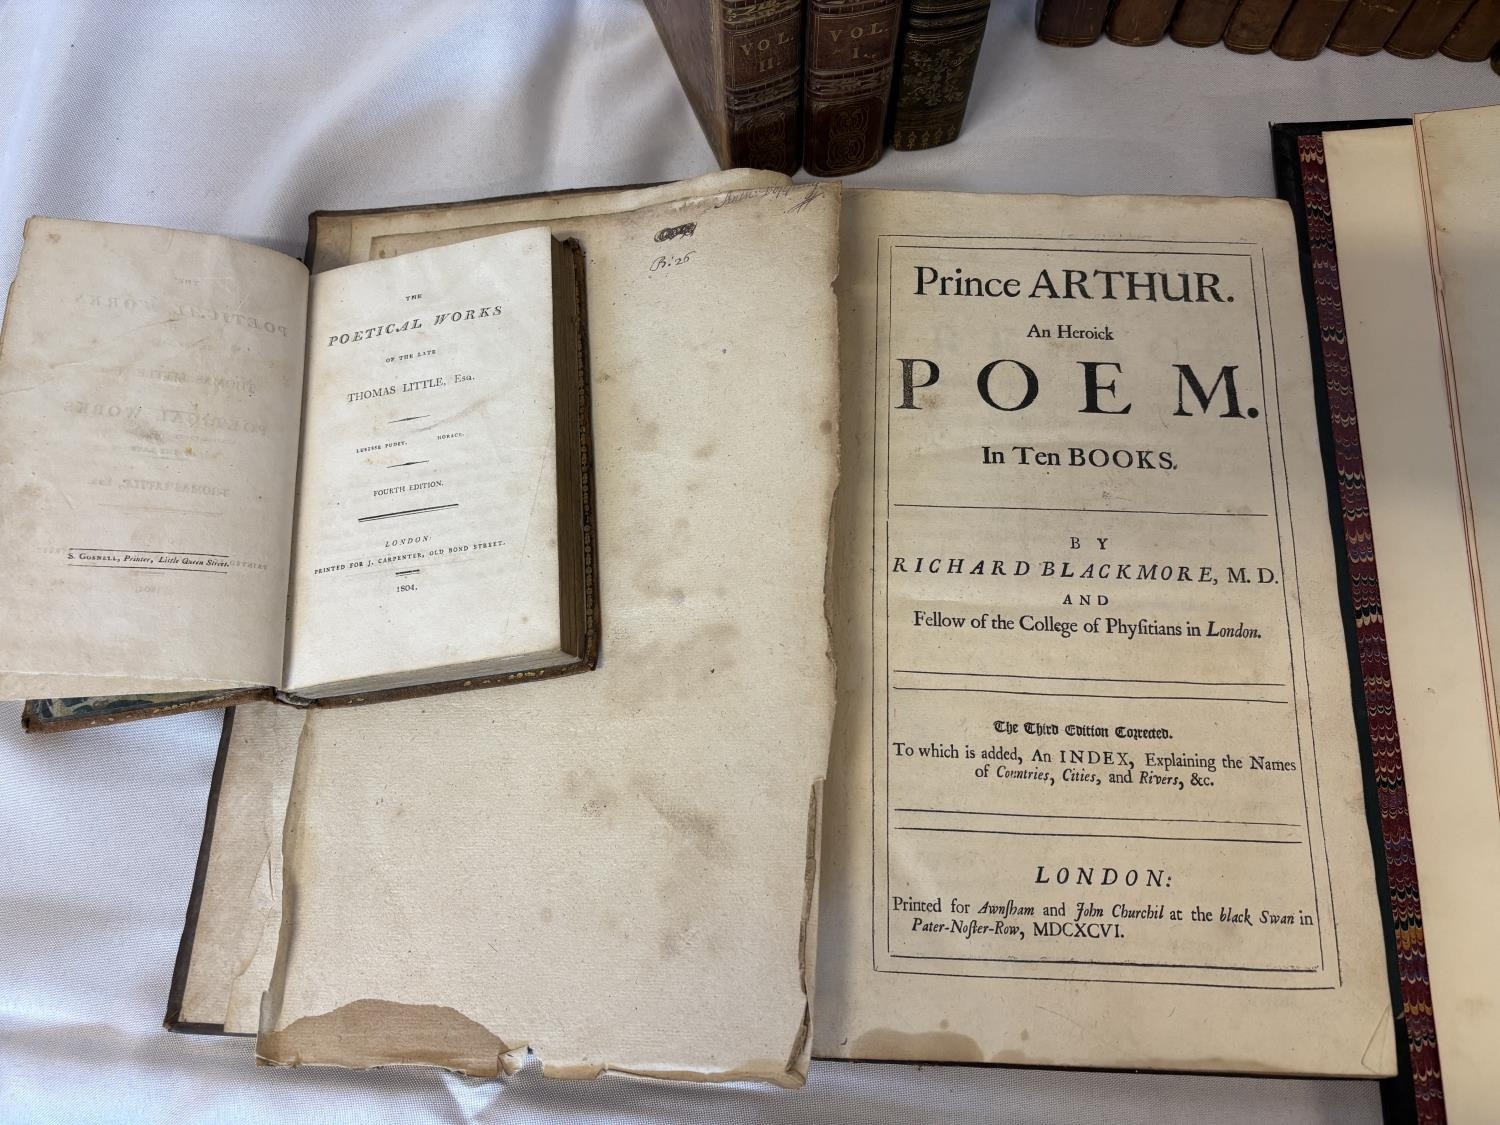 VOL.
II.
VOL.
I.
B: 26
THE
POETICAL WORKS
OF THE LATE
THOMAS LITTLE, Esq.
LUSISSE PUDET. HORACE.
FOURTH EDITION.
LONDON:
PRINTED FOR J. CARPENTER, OLD BOND STREET.
1804.
S. GOSNELL, Printer, Little Queen Street.
Prince ARTHUR.
An Heroick
POEM.
In Ten BOOKS.
BY
RICHARD BLACKMORE, M. D.
AND
Fellow of the College of Phyſitians in London.
The Third Edition Corrected.
To which is added, An INDEX, Explaining the Names
of Countries, Cities, and Rivers, &c.
LONDON:
Printed for Awnſham and John Churchil at the black Swan in
Pater-Noſter-Row, MDCXCVI.